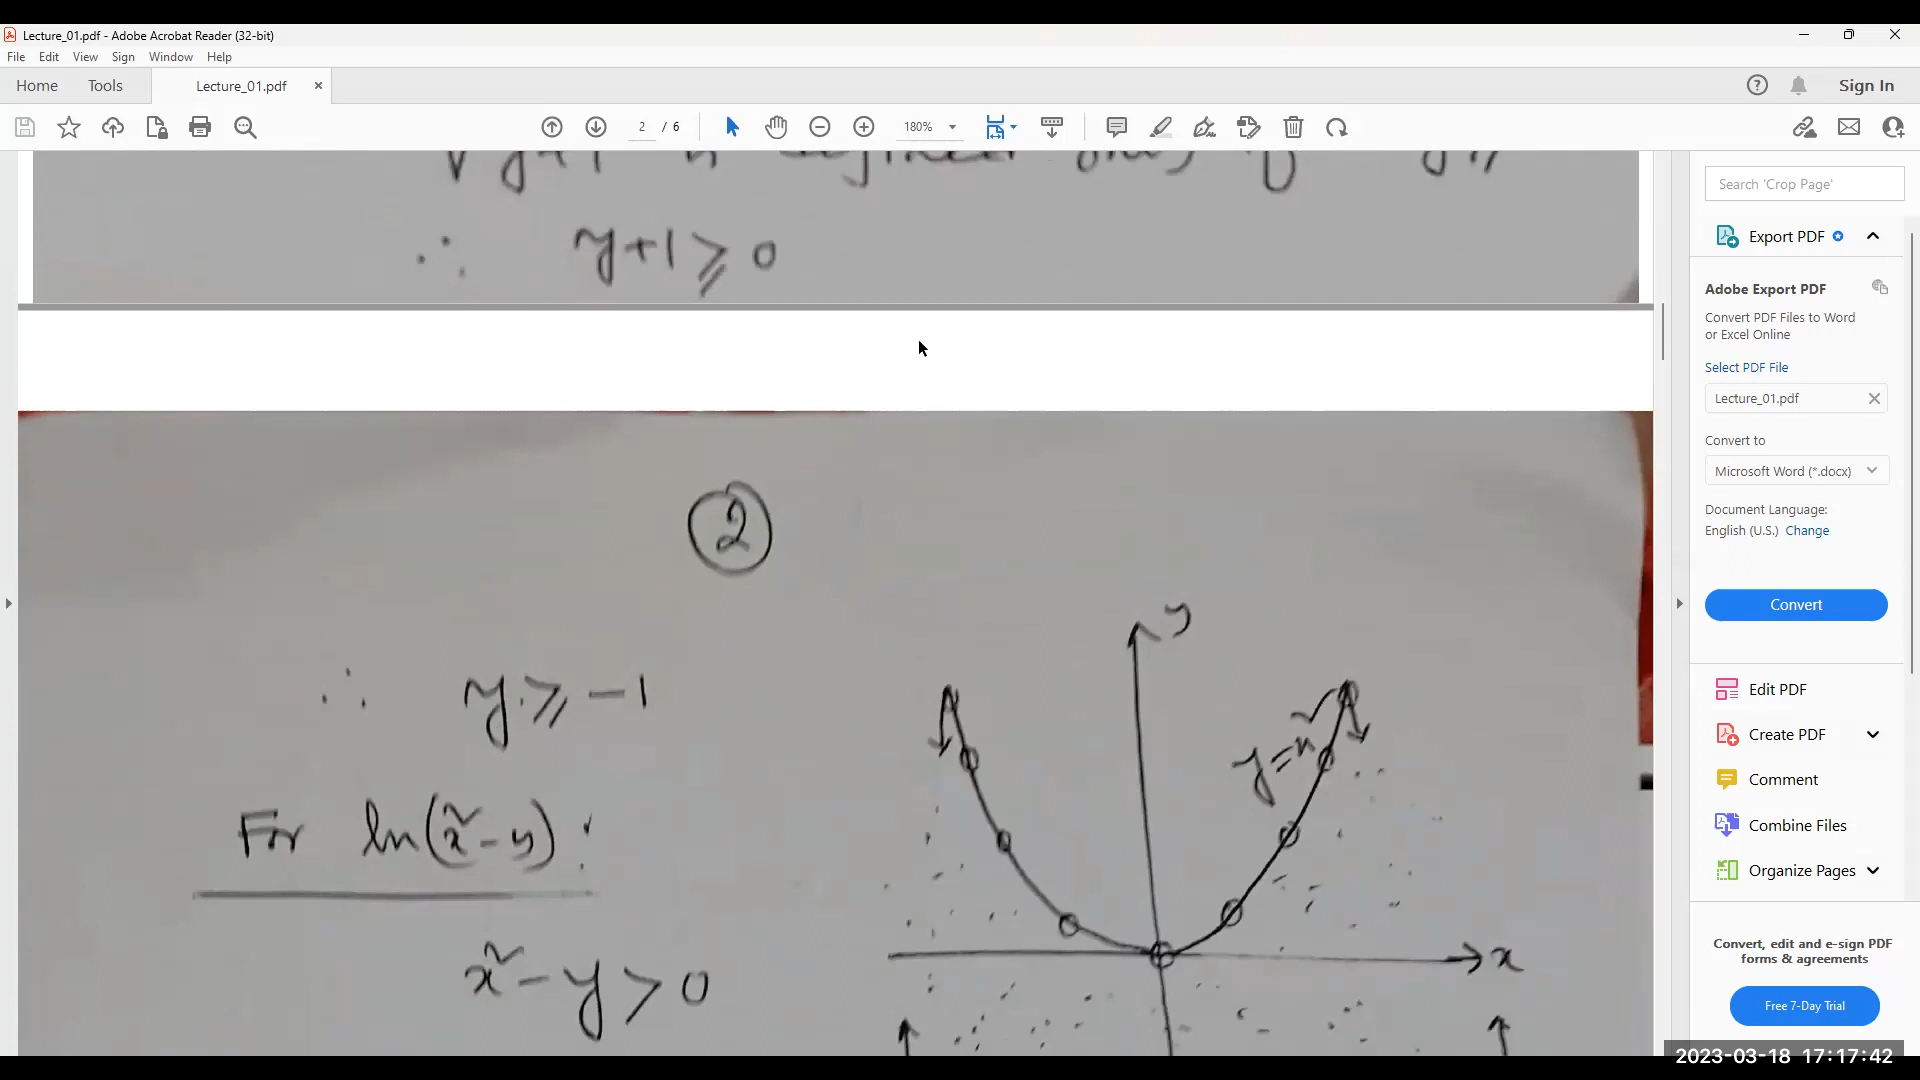 Lecture_01.pdf - Adobe Acrobat Reader (32-bit)
File Edit View Sign Window Help
Home Tools Lecture_01.pdf Sign In
2 / 6 180%
Search 'Crop Page'
∴ y+1 ⩾ 0
Export PDF
Adobe Export PDF
Convert PDF Files to Word
or Excel Online
Select PDF File
Lecture_01.pdf
Convert to
Microsoft Word (*.docx)
Document Language:
English (U.S.) Change
Convert
②
y
∴ y ⩾ -1
y=x²
For ln(x²-y):
x
x²-y > 0
Edit PDF
Create PDF
Comment
Combine Files
Organize Pages
Convert, edit and e-sign PDF
forms & agreements
Free 7-Day Trial
2023-03-18 17:17:42